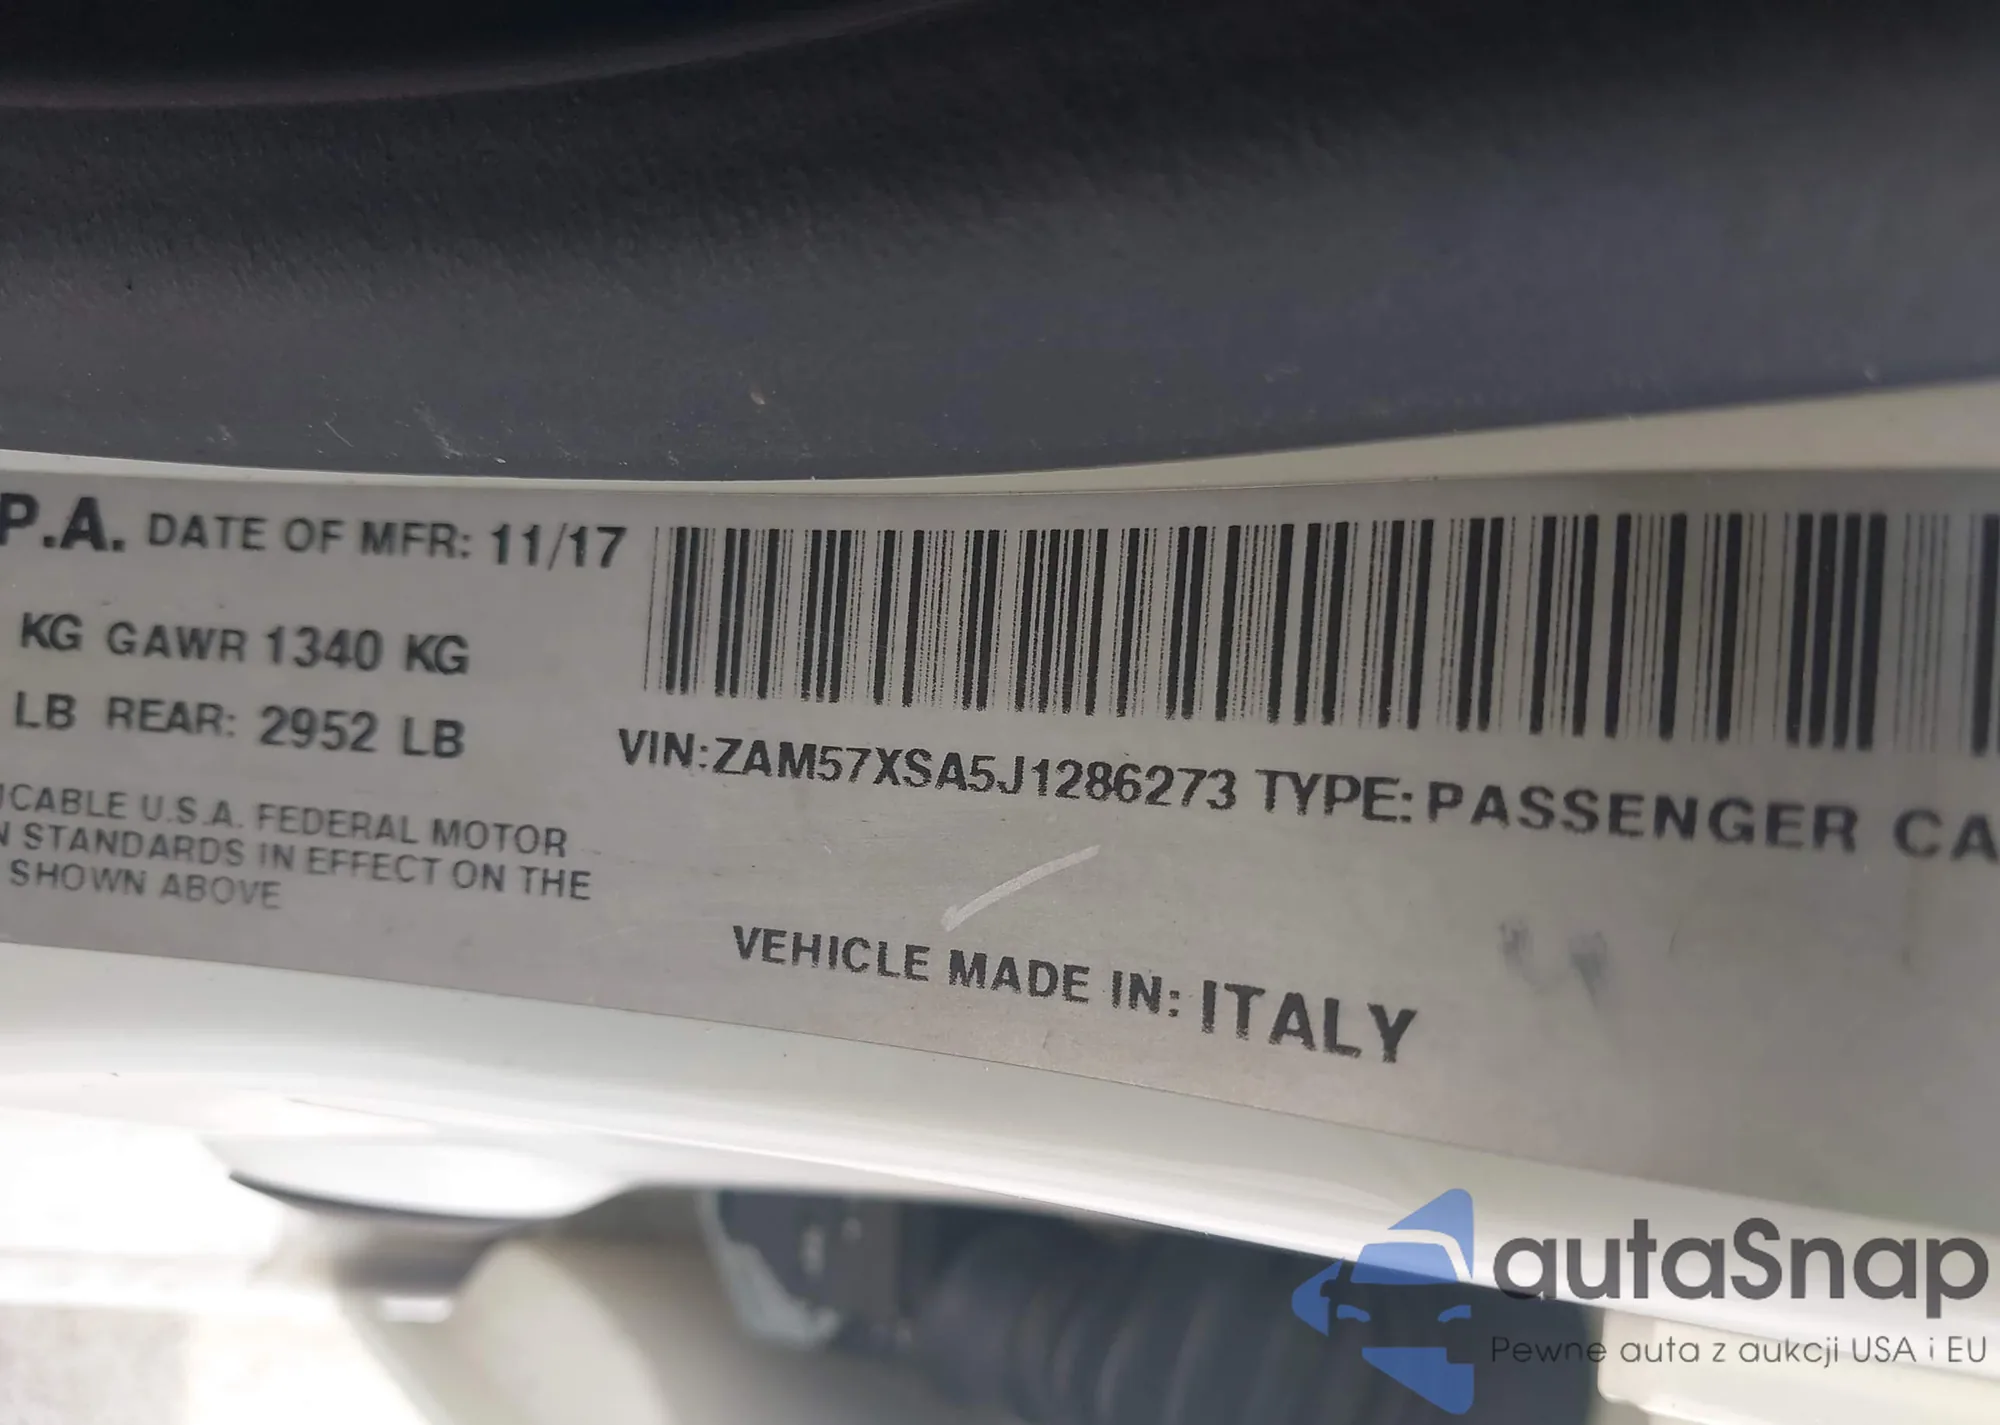 P.A. DATE OF MFR: 11/17
KG GAWR 1340 KG
LB REAR: 2952 LB
VIN:ZAM57XSA5J1286273 TYPE:PASSENGER CA
ICABLE U.S.A. FEDERAL MOTOR
N STANDARDS IN EFFECT ON THE
SHOWN ABOVE
VEHICLE MADE IN: ITALY
autaSnap
Pewne auta z aukcji USA i EU